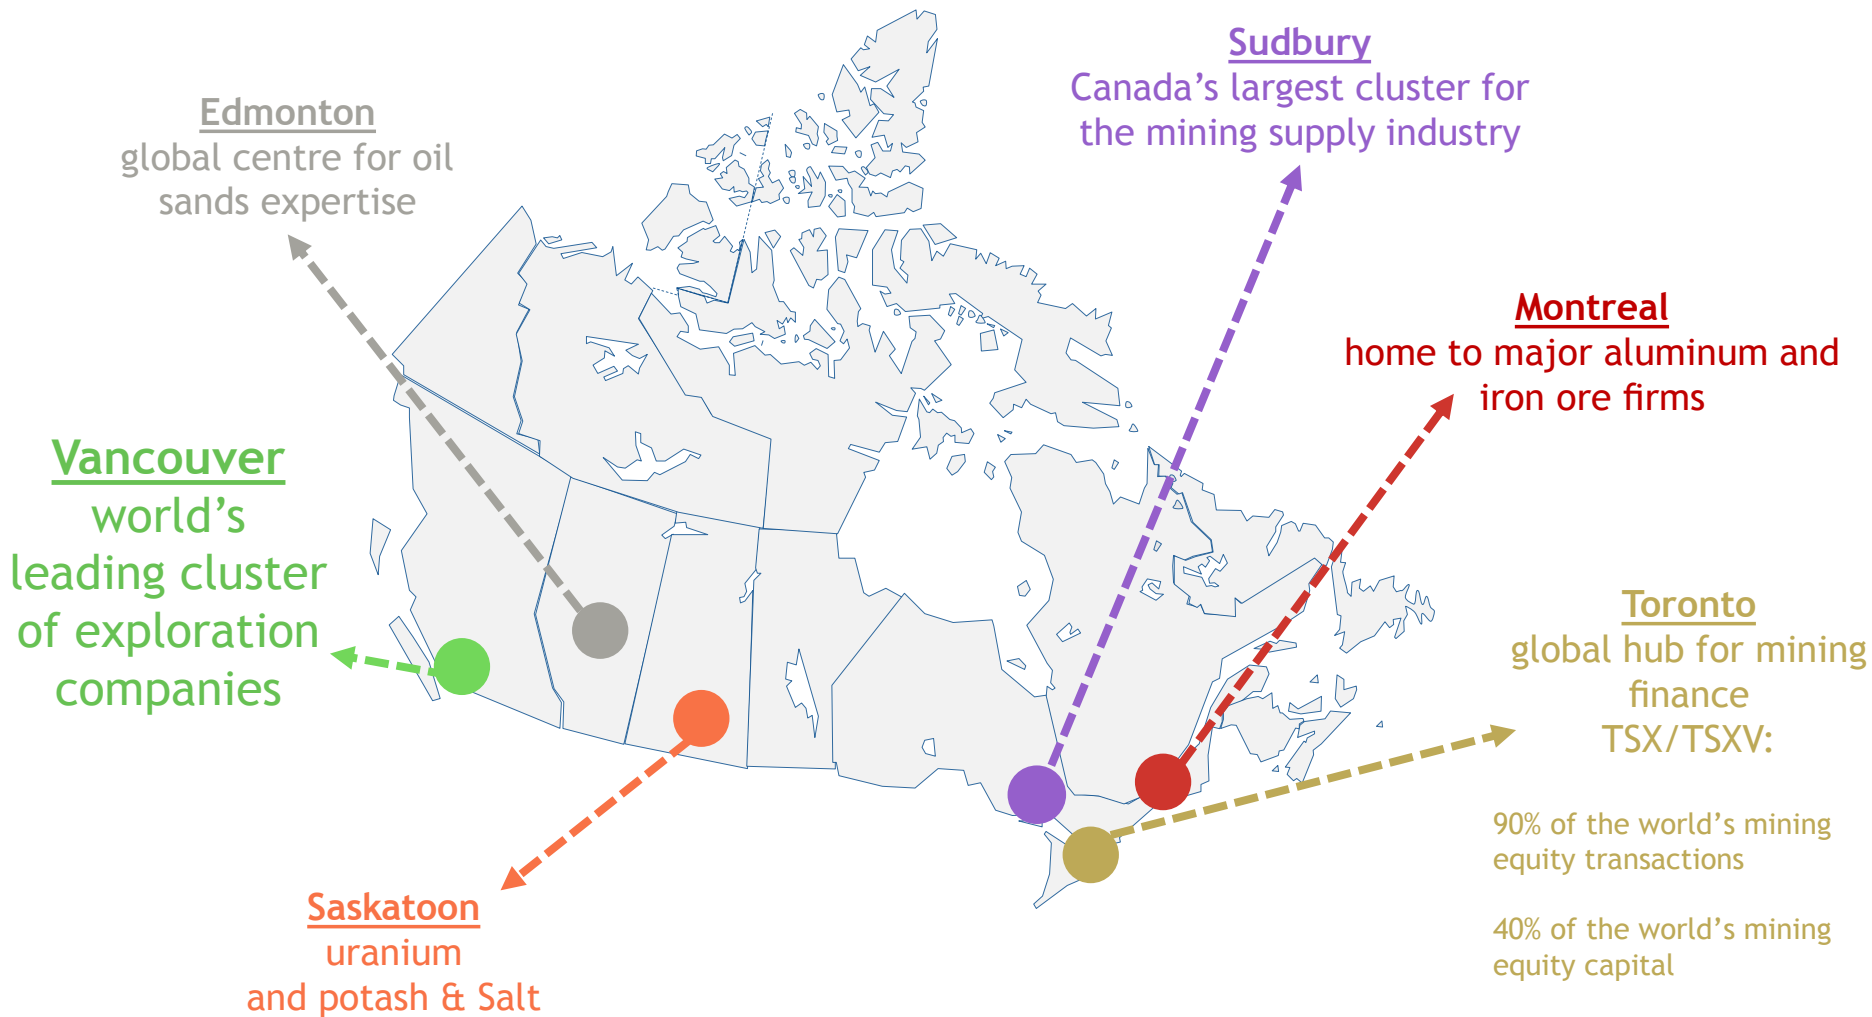 Sudbury
Canada’s largest cluster for
the mining supply industry
Edmonton
global centre for oil
sands expertise
Montreal
home to major aluminum and
iron ore firms
Vancouver
world’s
leading cluster
of exploration
companies
Toronto
global hub for mining
finance
TSX/TSXV:
90% of the world’s mining
equity transactions
40% of the world’s mining
equity capital
Saskatoon
uranium
and potash & Salt